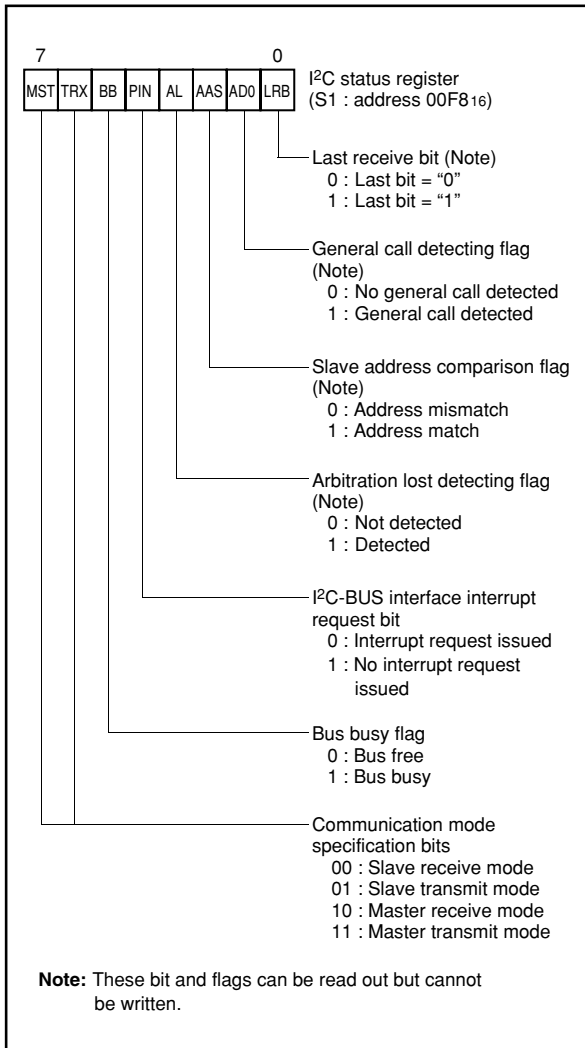 7 0
MST TRX BB PIN AL AAS AD0 LRB
I2C status register
(S1 : address 00F816)
Last receive bit (Note)
0 : Last bit = “0”
1 : Last bit = “1”
General call detecting flag
(Note)
0 : No general call detected
1 : General call detected
Slave address comparison flag
(Note)
0 : Address mismatch
1 : Address match
Arbitration lost detecting flag
(Note)
0 : Not detected
1 : Detected
I2C-BUS interface interrupt
request bit
0 : Interrupt request issued
1 : No interrupt request
issued
Bus busy flag
0 : Bus free
1 : Bus busy
Communication mode
specification bits
00 : Slave receive mode
01 : Slave transmit mode
10 : Master receive mode
11 : Master transmit mode
Note: These bit and flags can be read out but cannot
be written.